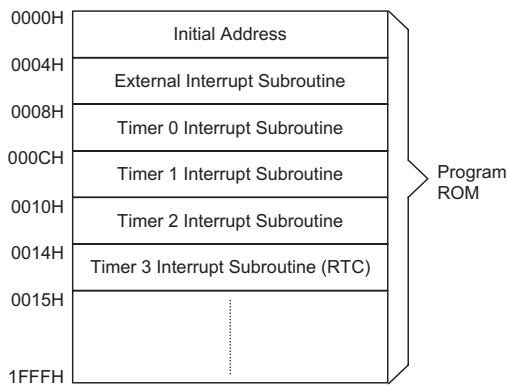 0000H
Initial Address
0004H
External Interrupt Subroutine
0008H
Timer 0 Interrupt Subroutine
000CH
Timer 1 Interrupt Subroutine
0010H
Timer 2 Interrupt Subroutine
0014H
Timer 3 Interrupt Subroutine (RTC)
0015H
1FFFH
Program
ROM